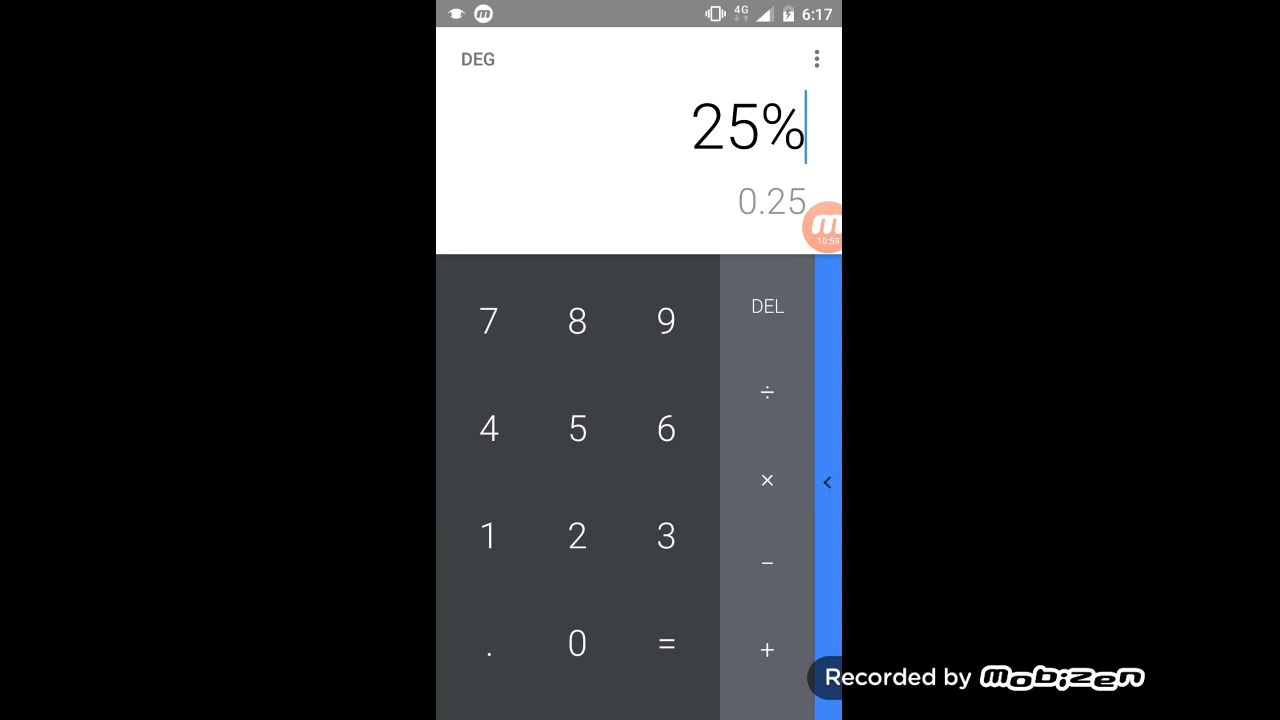 4G 6:17
DEG
25%
0.25
10:59
7 8 9 DEL
÷
4 5 6
×
1 2 3
−
. 0 = +
Recorded by mobizen